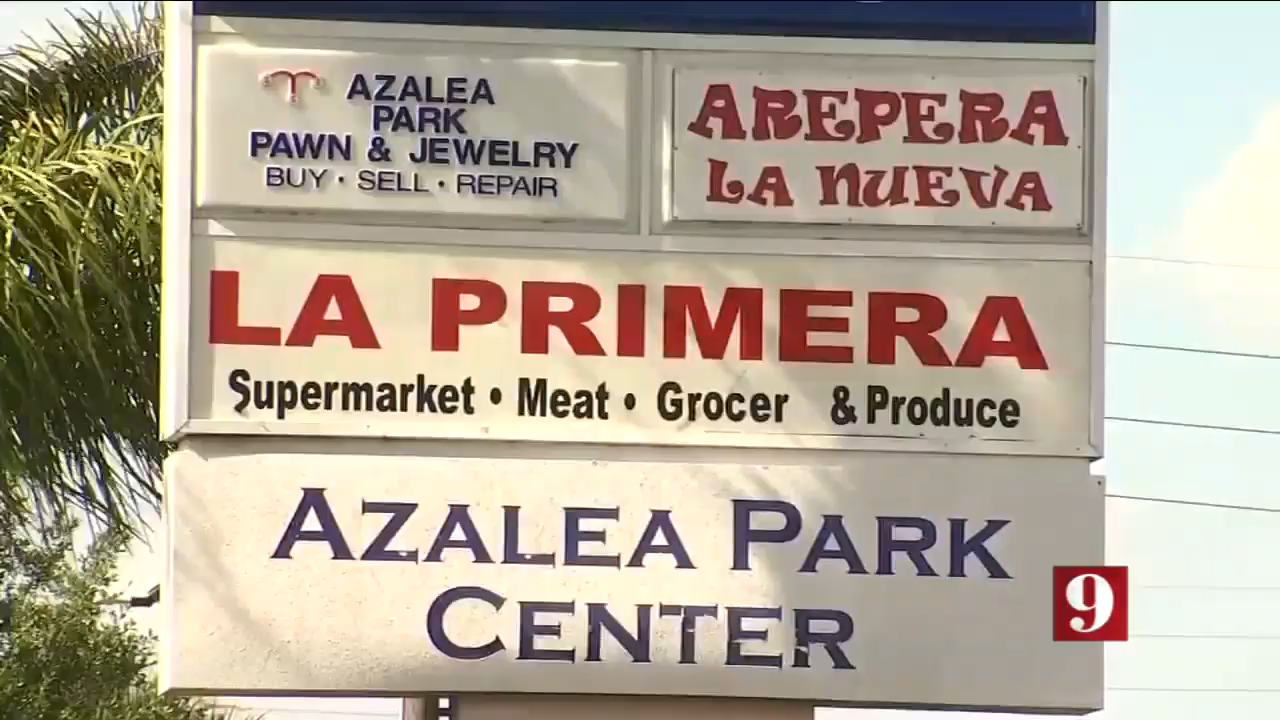 AZALEA
PARK
PAWN & JEWELRY
BUY · SELL · REPAIR
AREPERA
LA NUEVA
LA PRIMERA
Supermarket • Meat • Grocer & Produce
AZALEA PARK
CENTER
9